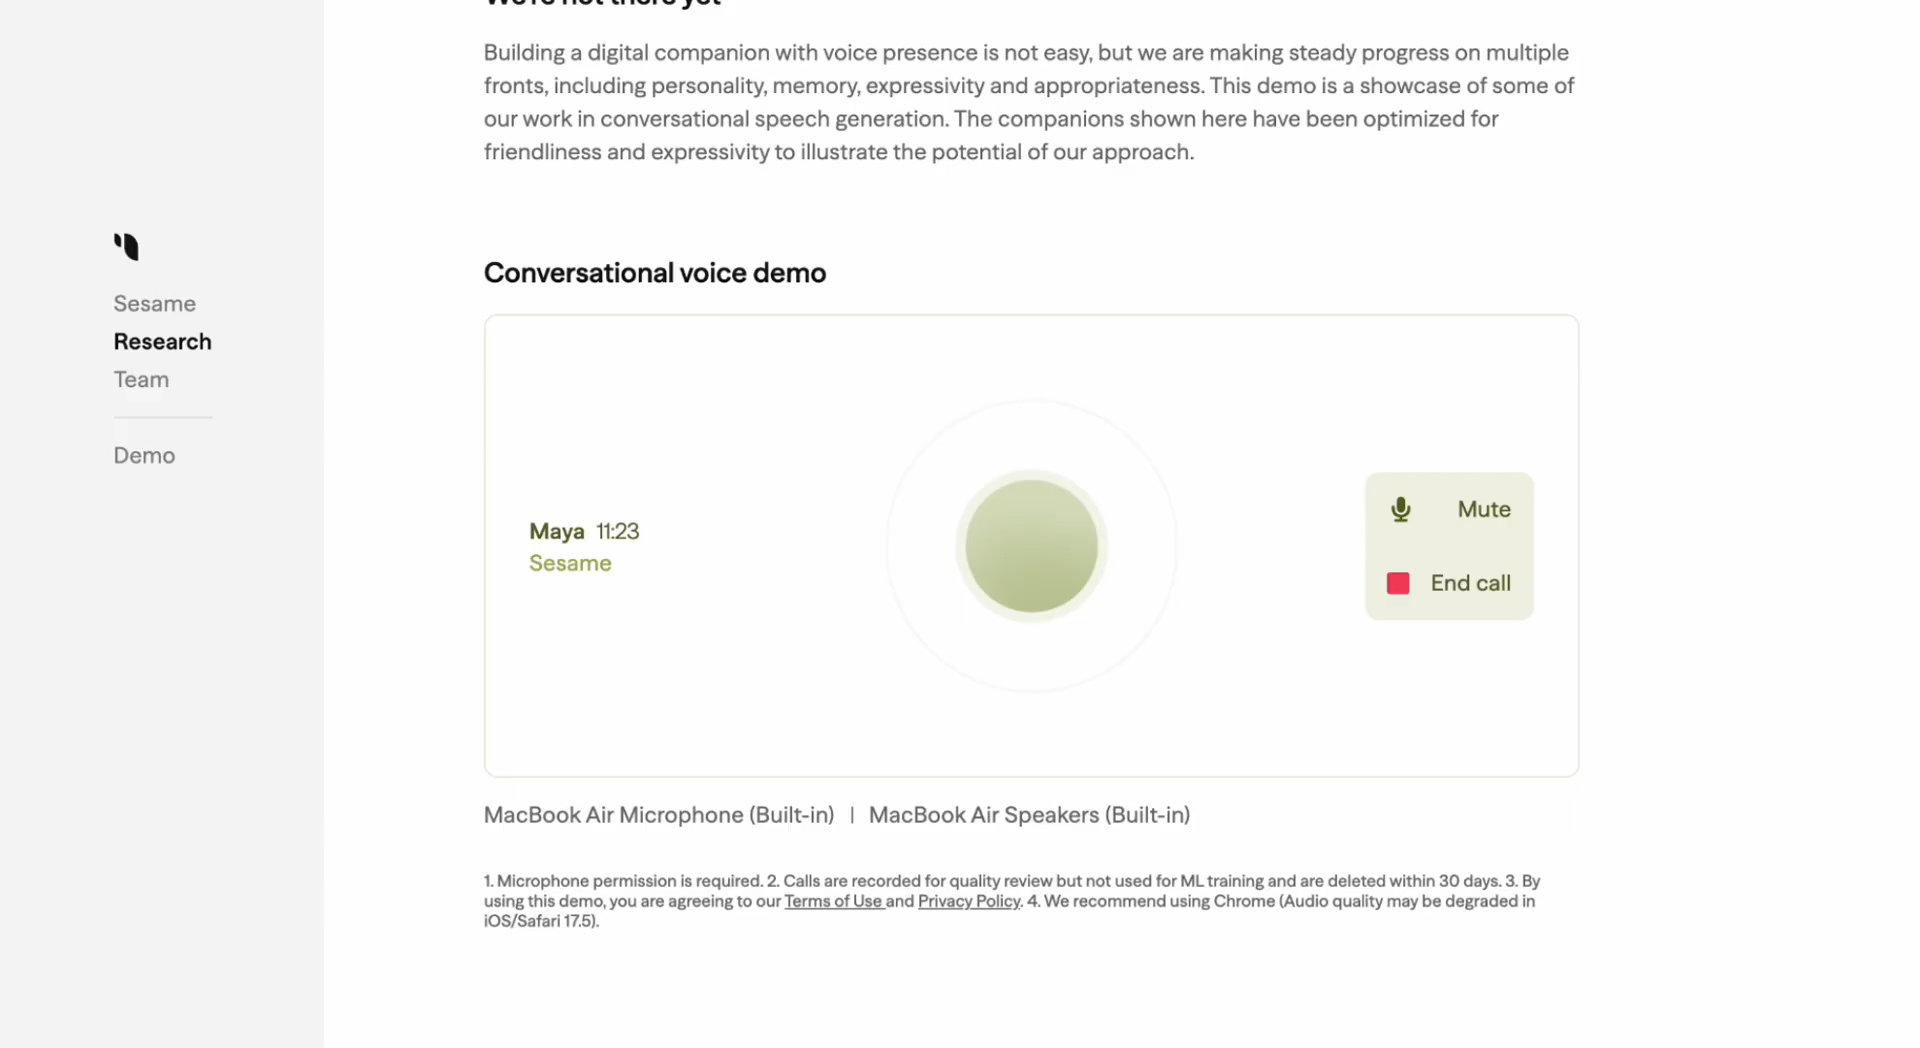 We're not there yet
Building a digital companion with voice presence is not easy, but we are making steady progress on multiple
fronts, including personality, memory, expressivity and appropriateness. This demo is a showcase of some of
our work in conversational speech generation. The companions shown here have been optimized for
friendliness and expressivity to illustrate the potential of our approach.
Sesame
Research
Team
Demo
Conversational voice demo
Maya 11:23
Sesame
Mute
End call
MacBook Air Microphone (Built-in) | MacBook Air Speakers (Built-in)
1. Microphone permission is required. 2. Calls are recorded for quality review but not used for ML training and are deleted within 30 days. 3. By
using this demo, you are agreeing to our Terms of Use and Privacy Policy. 4. We recommend using Chrome (Audio quality may be degraded in
iOS/Safari 17.5).